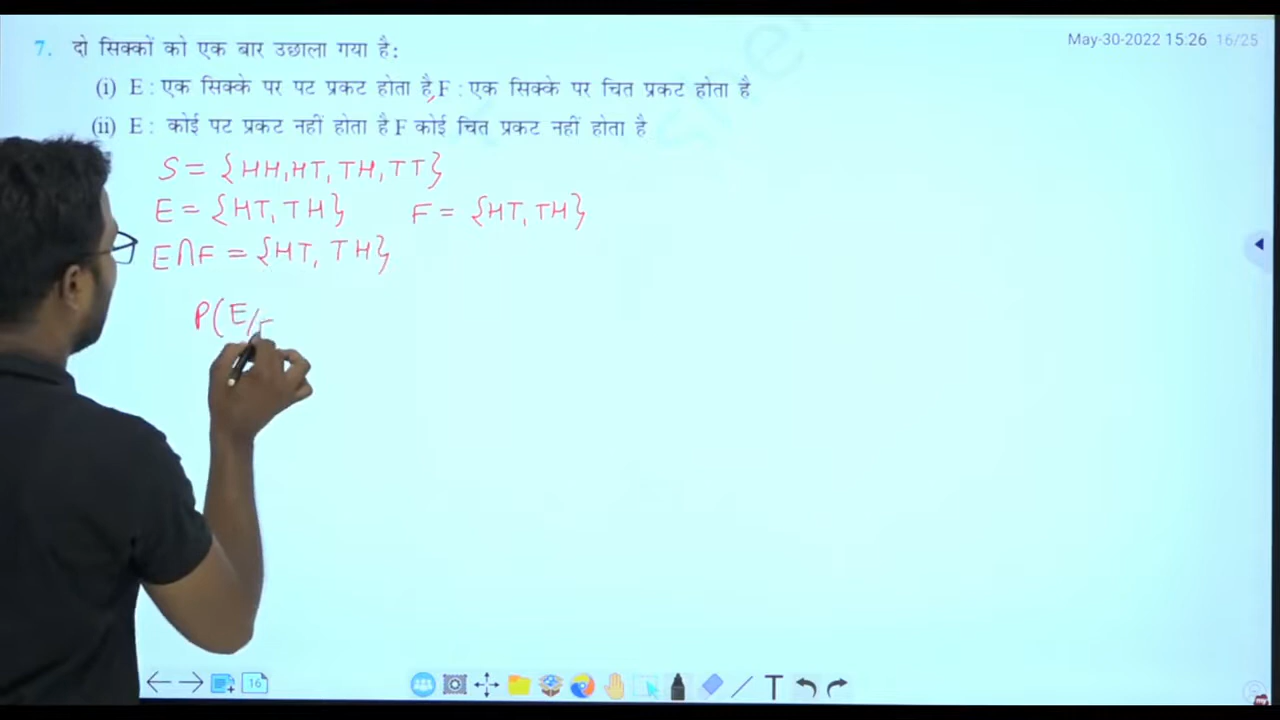 May-30-2022 15:26 16/25
7. दो सिक्कों को एक बार उछाला गया है:
(i) E : एक सिक्के पर पट प्रकट होता है, F : एक सिक्के पर चित प्रकट होता है
(ii) E : कोई पट प्रकट नहीं होता है F कोई चित प्रकट नहीं होता है
S = {HH, HT, TH, TT}
E = {HT, TH} F = {HT, TH}
E∩F = {HT, TH}
P(E/
16 T